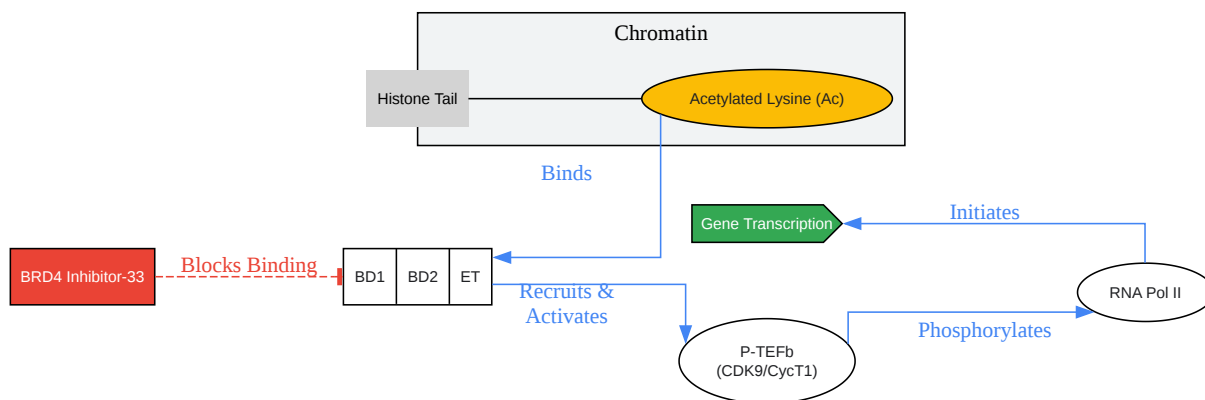 Chromatin
Histone Tail
Acetylated Lysine (Ac)
Binds
Gene Transcription
Initiates
BRD4 Inhibitor-33
Blocks Binding
BD1
BD2
ET
Recruits &
Activates
RNA Pol II
Phosphorylates
P-TEFb
(CDK9/CycT1)